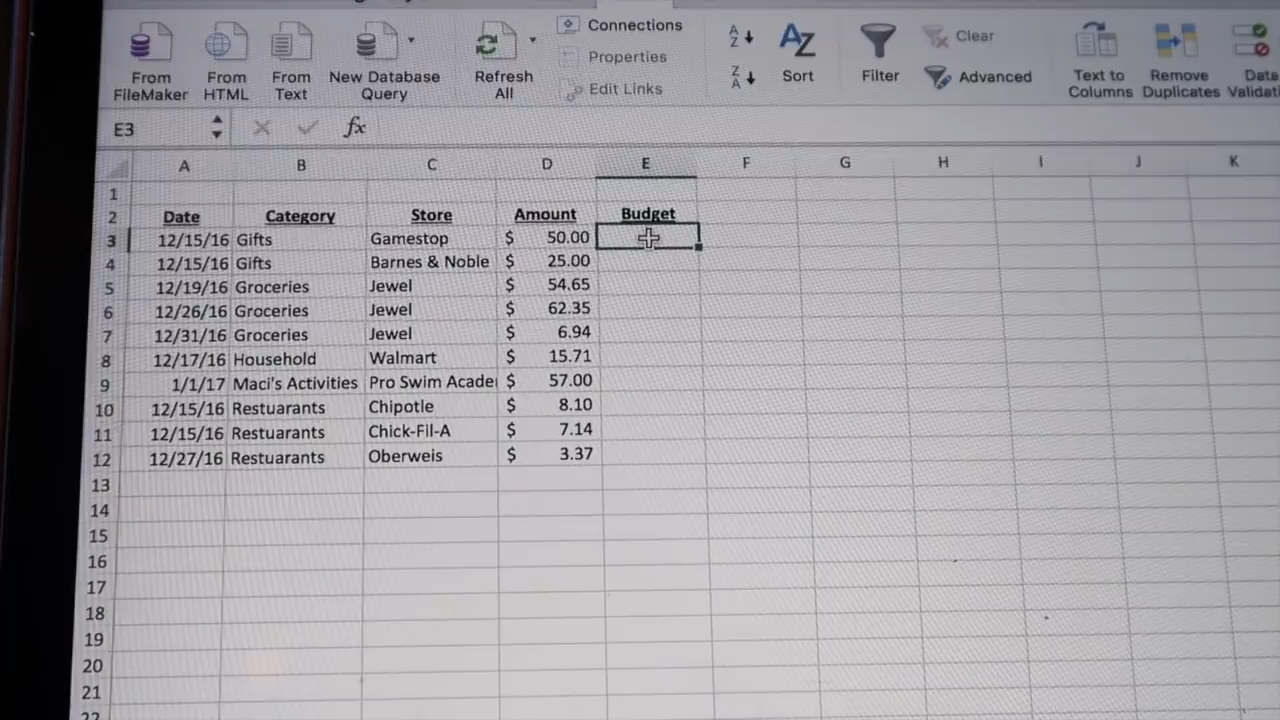 Connections
Properties
Edit Links
From FileMaker
From HTML
From Text
New Database Query
Refresh All
Sort
Filter
Clear
Advanced
Text to Columns
Remove Duplicates
Data
E3 fx
A B C D E F G H I J K
1
2 Date Category Store Amount Budget
3 12/15/16 Gifts Gamestop $ 50.00
4 12/15/16 Gifts Barnes & Noble $ 25.00
5 12/19/16 Groceries Jewel $ 54.65
6 12/26/16 Groceries Jewel $ 62.35
7 12/31/16 Groceries Jewel $ 6.94
8 12/17/16 Household Walmart $ 15.71
9 1/1/17 Maci's Activities Pro Swim Acade $ 57.00
10 12/15/16 Restuarants Chipotle $ 8.10
11 12/15/16 Restuarants Chick-Fil-A $ 7.14
12 12/27/16 Restuarants Oberweis $ 3.37
13
14
15
16
17
18
19
20
21
22